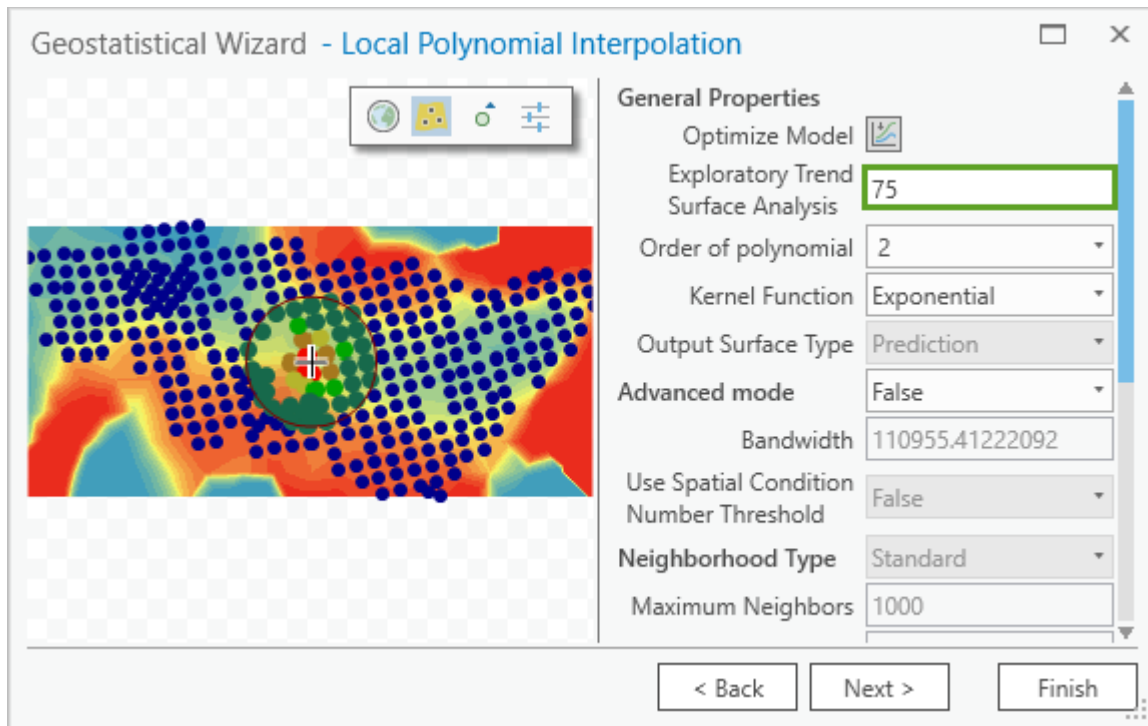 Geostatistical Wizard - Local Polynomial Interpolation
General Properties
Optimize Model
Exploratory Trend
Surface Analysis
75
Order of polynomial 2
Kernel Function Exponential
Output Surface Type Prediction
Advanced mode False
Bandwidth 110955.41222092
Use Spatial Condition
Number Threshold
False
Neighborhood Type Standard
Maximum Neighbors 1000
< Back Next > Finish